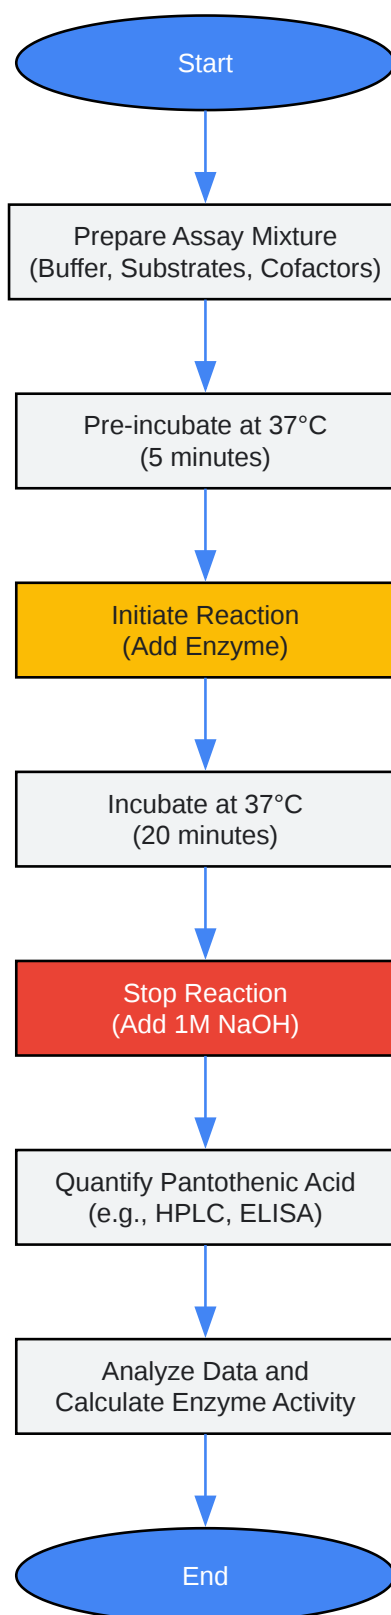 Start
Prepare Assay Mixture
(Buffer, Substrates, Cofactors)
Pre-incubate at 37°C
(5 minutes)
Initiate Reaction
(Add Enzyme)
Incubate at 37°C
(20 minutes)
Stop Reaction
(Add 1M NaOH)
Quantify Pantothenic Acid
(e.g., HPLC, ELISA)
Analyze Data and
Calculate Enzyme Activity
End